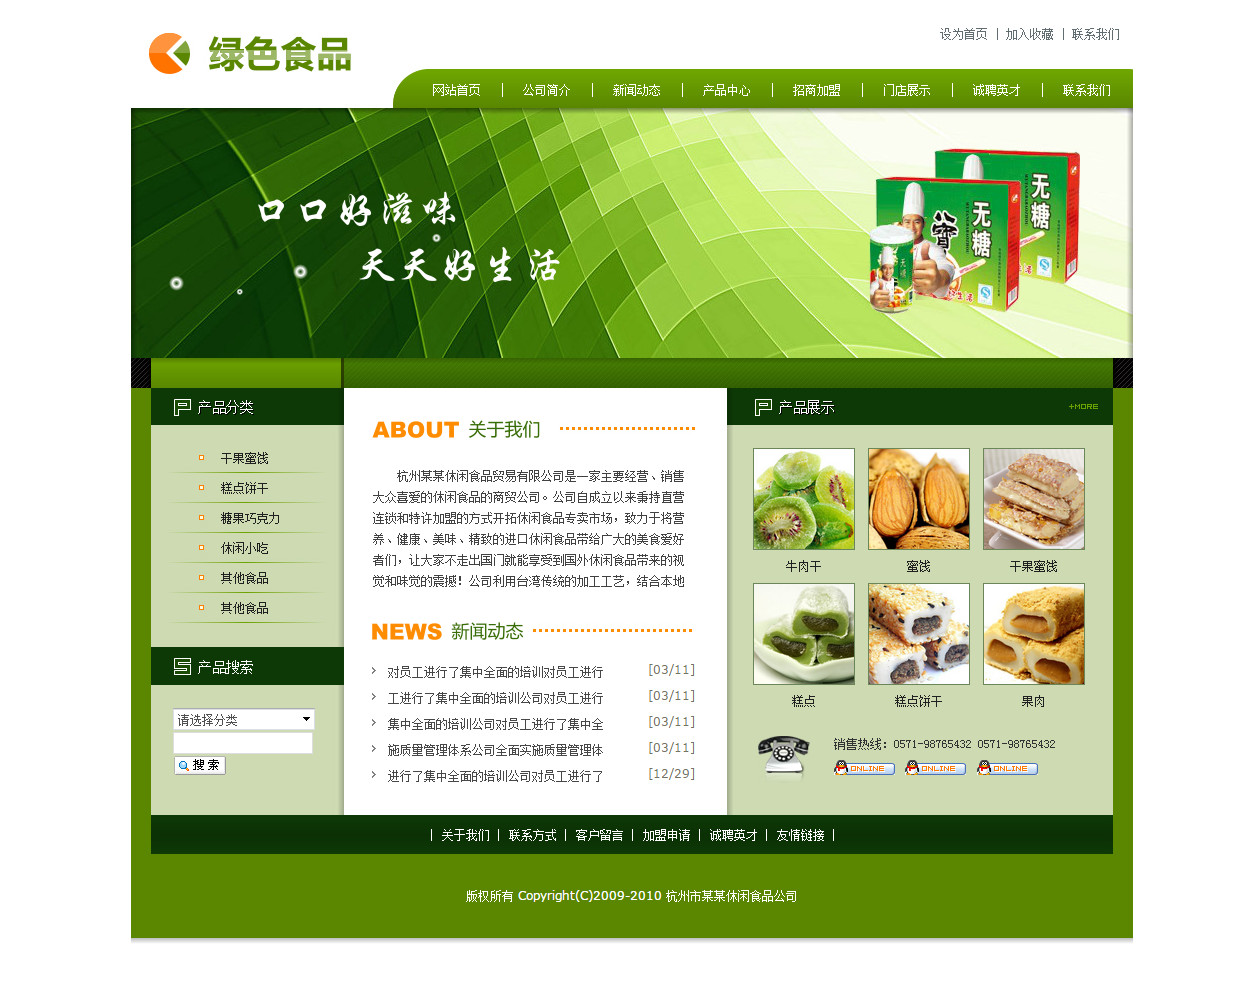 设为首页 | 加入收藏 | 联系我们
绿色食品
网站首页 | 公司简介 | 新闻动态 | 产品中心 | 招商加盟 | 门店展示 | 诚聘英才 | 联系我们
口口好滋味
天天好生活
无糖
无糖
八寶
无糖
产品分类
干果蜜饯
糕点饼干
糖果巧克力
休闲小吃
其他食品
其他食品
产品搜索
请选择分类
搜 索
ABOUT 关于我们
杭州某某休闲食品贸易有限公司是一家主要经营、销售
大众喜爱的休闲食品的商贸公司。公司自成立以来秉持直营
连锁和特许加盟的方式开拓休闲食品专卖市场，致力于将营
养、健康、美味、精致的进口休闲食品带给广大的美食爱好
者们，让大家不走出国门就能享受到国外休闲食品带来的视
觉和味觉的震撼！公司利用台湾传统的加工工艺，结合本地
NEWS 新闻动态
对员工进行了集中全面的培训对员工进行 [03/11]
工进行了集中全面的培训公司对员工进行 [03/11]
集中全面的培训公司对员工进行了集中全 [03/11]
施质量管理体系公司全面实施质量管理体 [03/11]
进行了集中全面的培训公司对员工进行了 [12/29]
产品展示
+MORE
牛肉干 蜜饯 干果蜜饯
糕点 糕点饼干 果肉
销售热线：0571-98765432 0571-98765432
ONLINE ONLINE ONLINE
| 关于我们 | 联系方式 | 客户留言 | 加盟申请 | 诚聘英才 | 友情链接 |
版权所有 Copyright(C)2009-2010 杭州市某某休闲食品公司